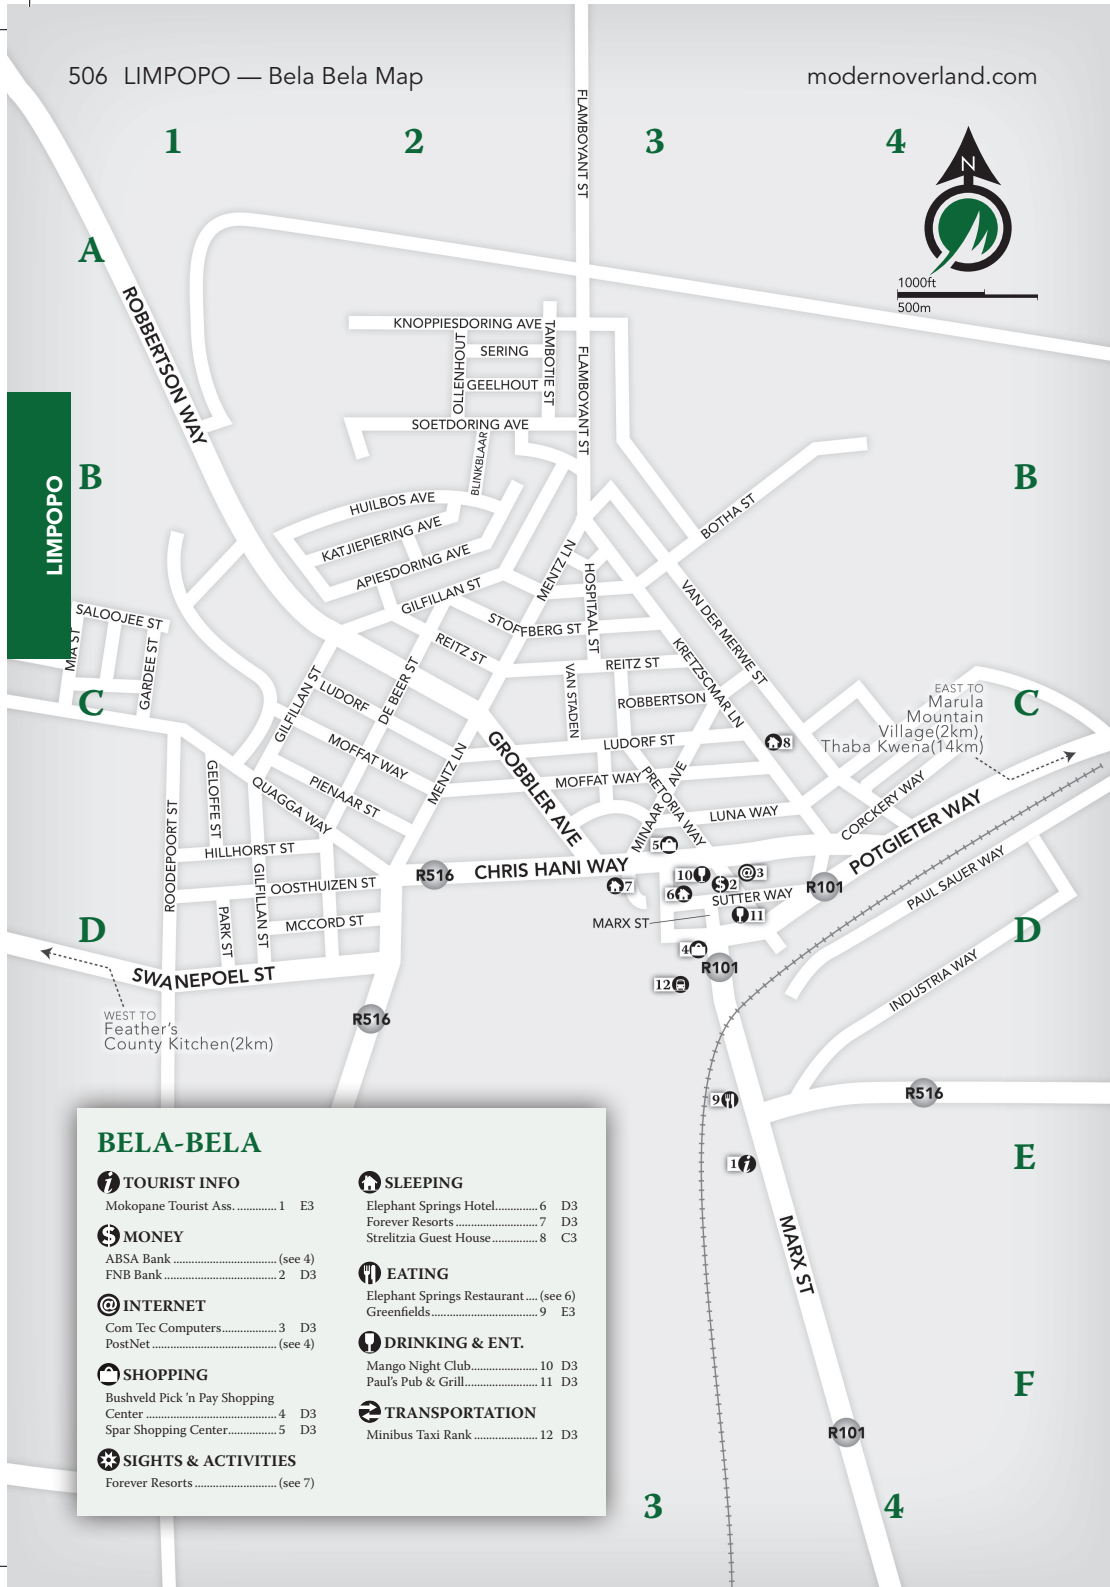 506 LIMPOPO — Bela Bela Map
modernoverland.com
1
2
3
4
N
1000ft
500m
A
B
B
C
C
D
D
E
F
3
4
LIMPOPO
FLAMBOYANT ST
ROBBERTSON WAY
KNOPPIESDORING AVE
TAMBOTIE ST
OLLENHOUT
SERING
GEELHOUT
FLAMBOYANT ST
SOETDORING AVE
BLINKBLAAR
HUILBOS AVE
KATJIEPIERING AVE
APIESDORING AVE
GILFILLAN ST
MENTZ LN
BOTHA ST
HOSPITAAL ST
STOFFBERG ST
VAN DER MERWE ST
KRETZSCMAR LN
SALOOJEE ST
MIA ST
GARDEE ST
REITZ ST
REITZ ST
VAN STADEN
ROBBERTSON
GILFILLAN ST
LUDORF
DE BEER ST
LUDORF ST
MOFFAT WAY
MOFFAT WAY
PIENAAR ST
MENTZ LN
GROBBLER AVE
PRETORIA WAY
MINAAR AVE
LUNA WAY
QUAGGA WAY
GELOFFE ST
ROODEPOORT ST
HILLHORST ST
GILFILLAN ST
OOSTHUIZEN ST
PARK ST
MCCORD ST
SWANEPOEL ST
R516
CHRIS HANI WAY
CORCKERY WAY
POTGIETER WAY
PAUL SAUER WAY
R101
SUTTER WAY
MARX ST
INDUSTRIA WAY
R101
R516
R516
MARX ST
R101
EAST TO
Marula
Mountain
Village(2km),
Thaba Kwena(14km)
WEST TO
Feather's
County Kitchen(2km)
8
5
7
10
6
2
@ 3
11
4
12
9
1
BELA-BELA
TOURIST INFO
Mokopane Tourist Ass. ............. 1 E3
MONEY
ABSA Bank .................................. (see 4)
FNB Bank ..................................... 2 D3
INTERNET
Com Tec Computers.................. 3 D3
PostNet ......................................... (see 4)
SHOPPING
Bushveld Pick 'n Pay Shopping
Center ........................................... 4 D3
Spar Shopping Center................ 5 D3
SIGHTS & ACTIVITIES
Forever Resorts ........................... (see 7)
SLEEPING
Elephant Springs Hotel.............. 6 D3
Forever Resorts ........................... 7 D3
Strelitzia Guest House............... 8 C3
EATING
Elephant Springs Restaurant .... (see 6)
Greenfields................................... 9 E3
DRINKING & ENT.
Mango Night Club...................... 10 D3
Paul's Pub & Grill........................ 11 D3
TRANSPORTATION
Minibus Taxi Rank ..................... 12 D3